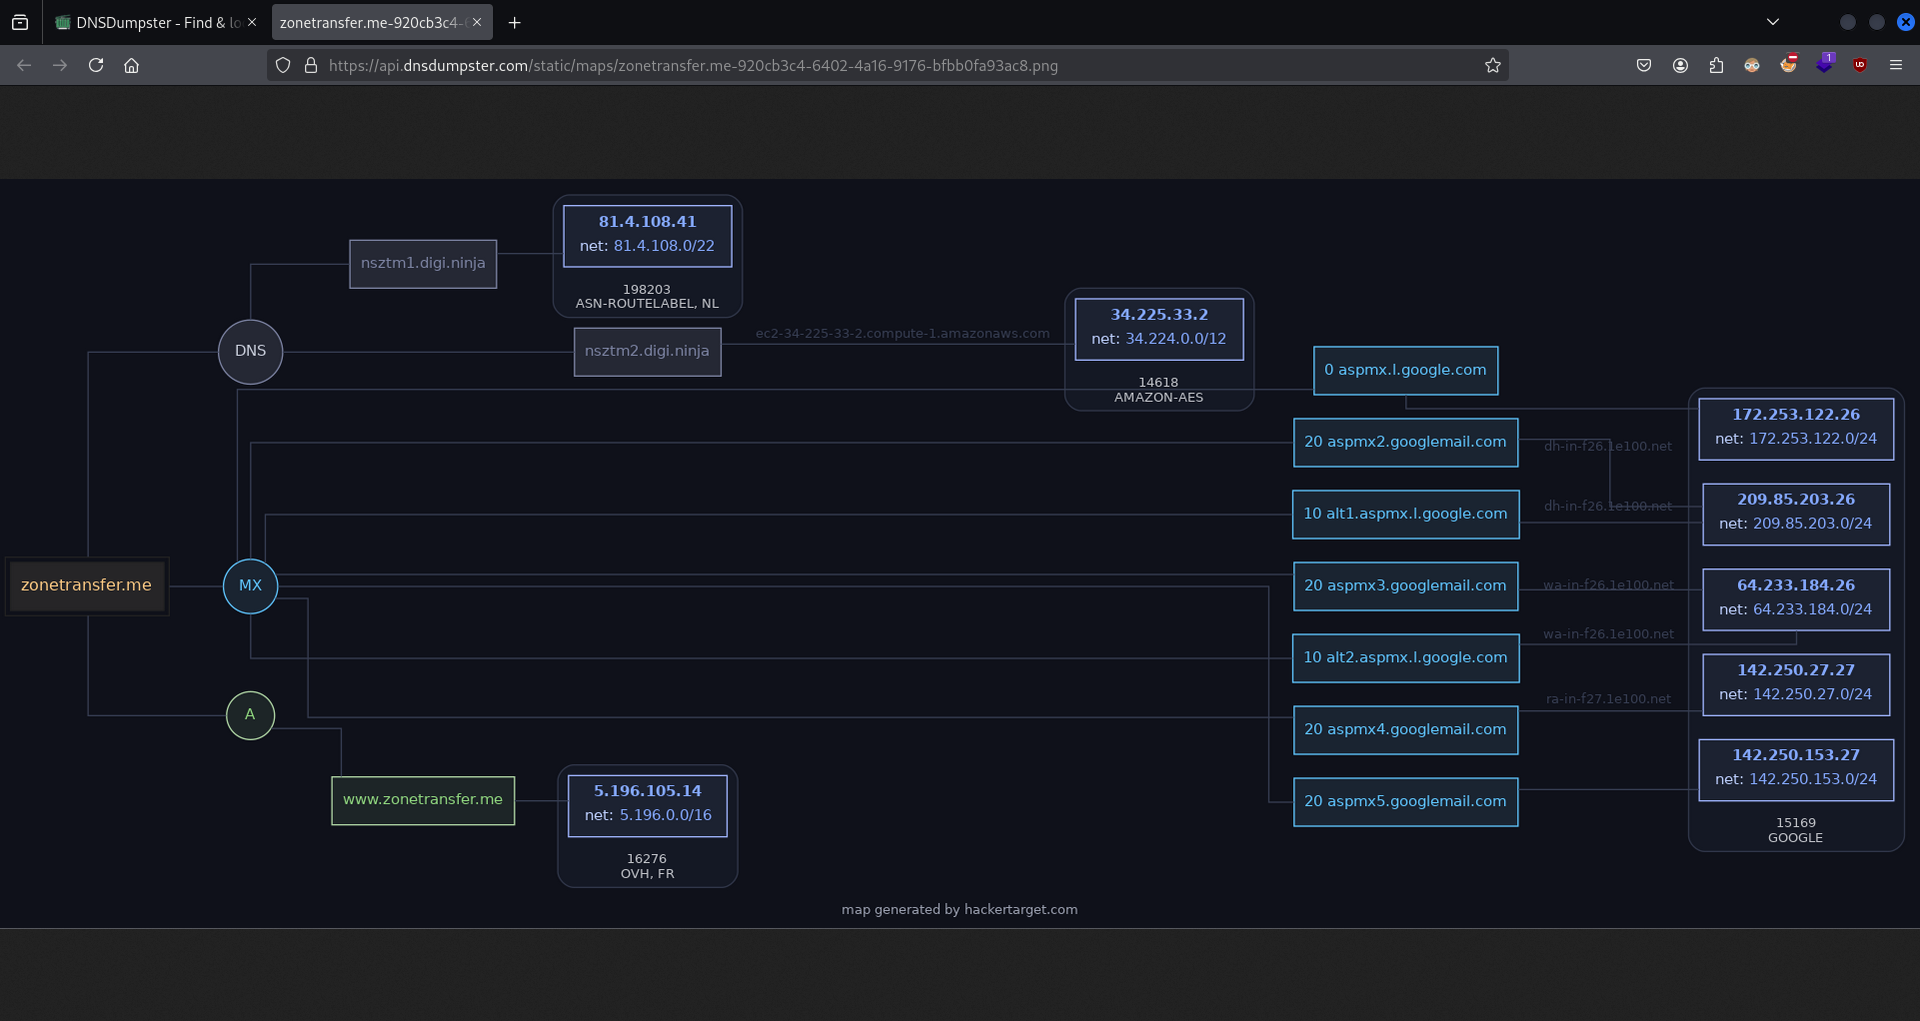 DNSDumpster - Find & lo
zonetransfer.me-920cb3c4-6
https://api.dnsdumpster.com/static/maps/zonetransfer.me-920cb3c4-6402-4a16-9176-bfbb0fa93ac8.png
1
81.4.108.41
net: 81.4.108.0/22
198203
ASN-ROUTELABEL, NL
nsztm1.digi.ninja
DNS
nsztm2.digi.ninja
ec2-34-225-33-2.compute-1.amazonaws.com
34.225.33.2
net: 34.224.0.0/12
14618
AMAZON-AES
0 aspmx.l.google.com
20 aspmx2.googlemail.com
dh-in-f26.1e100.net
172.253.122.26
net: 172.253.122.0/24
10 alt1.aspmx.l.google.com
dh-in-f26.1e100.net
209.85.203.26
net: 209.85.203.0/24
zonetransfer.me
MX
20 aspmx3.googlemail.com
wa-in-f26.1e100.net
64.233.184.26
net: 64.233.184.0/24
10 alt2.aspmx.l.google.com
wa-in-f26.1e100.net
142.250.27.27
net: 142.250.27.0/24
A
20 aspmx4.googlemail.com
ra-in-f27.1e100.net
142.250.153.27
net: 142.250.153.0/24
www.zonetransfer.me
5.196.105.14
net: 5.196.0.0/16
20 aspmx5.googlemail.com
15169
GOOGLE
16276
OVH, FR
map generated by hackertarget.com